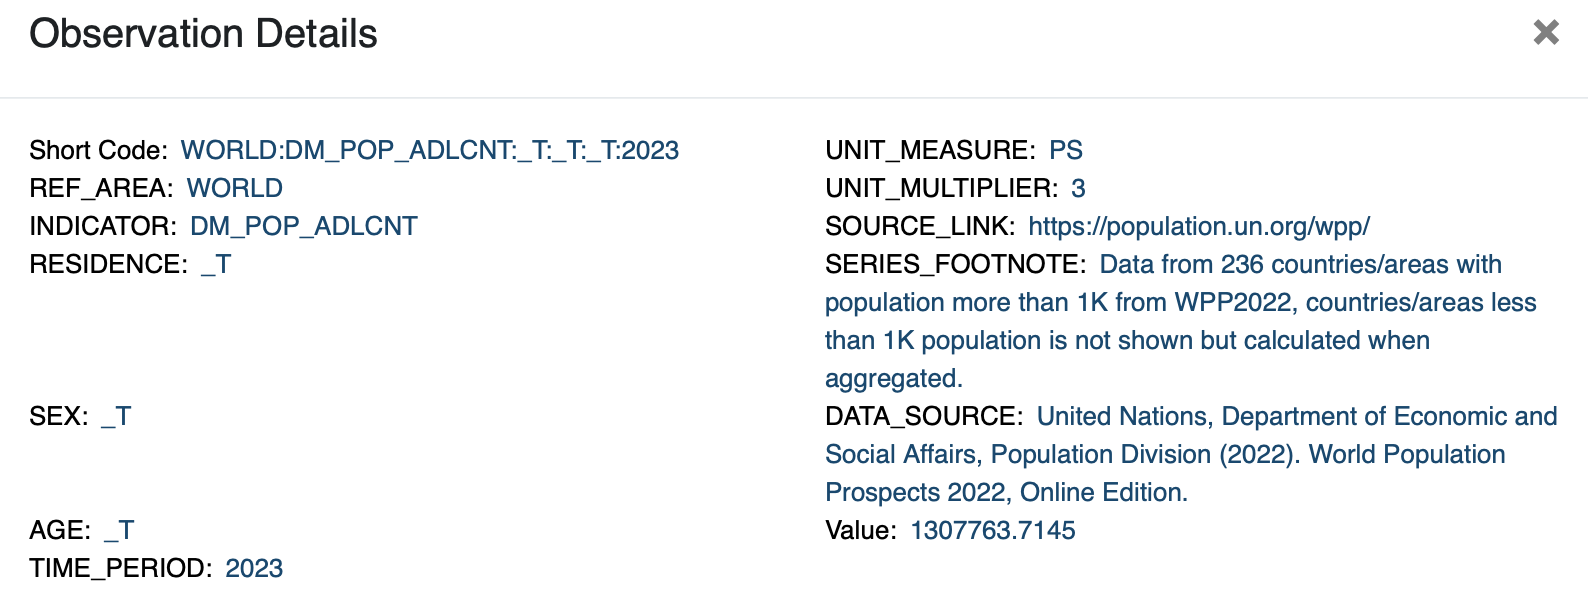 Observation Details
Short Code: WORLD:DM_POP_ADLCNT:_T:_T:_T:2023
REF_AREA: WORLD
INDICATOR: DM_POP_ADLCNT
RESIDENCE: _T
SEX: _T
AGE: _T
TIME_PERIOD: 2023
UNIT_MEASURE: PS
UNIT_MULTIPLIER: 3
SOURCE_LINK: https://population.un.org/wpp/
SERIES_FOOTNOTE: Data from 236 countries/areas with
population more than 1K from WPP2022, countries/areas less
than 1K population is not shown but calculated when
aggregated.
DATA_SOURCE: United Nations, Department of Economic and
Social Affairs, Population Division (2022). World Population
Prospects 2022, Online Edition.
Value: 1307763.7145